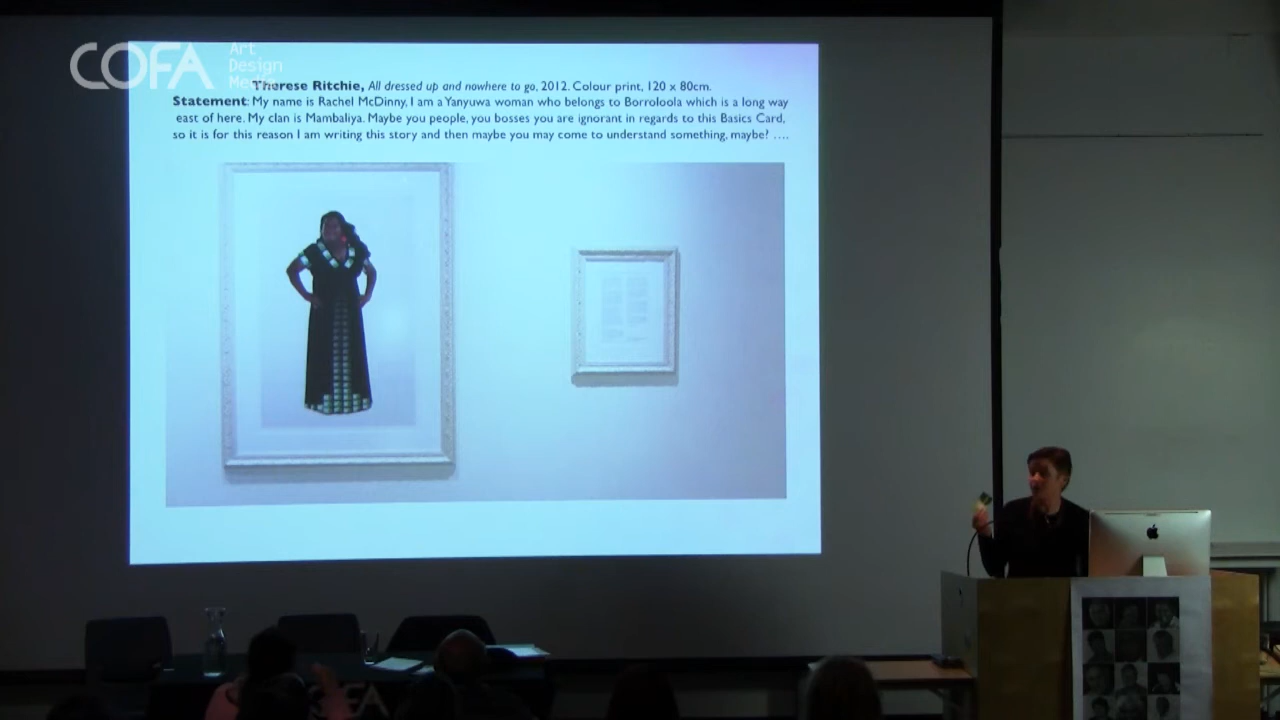 COFA
Art
Design
Media
Therese Ritchie, All dressed up and nowhere to go, 2012. Colour print, 120 x 80cm.
Statement: My name is Rachel McDinny, I am a Yanyuwa woman who belongs to Borroloola which is a long way
east of here. My clan is Mambaliya. Maybe you people, you bosses you are ignorant in regards to this Basics Card,
so it is for this reason I am writing this story and then maybe you may come to understand something, maybe? ....